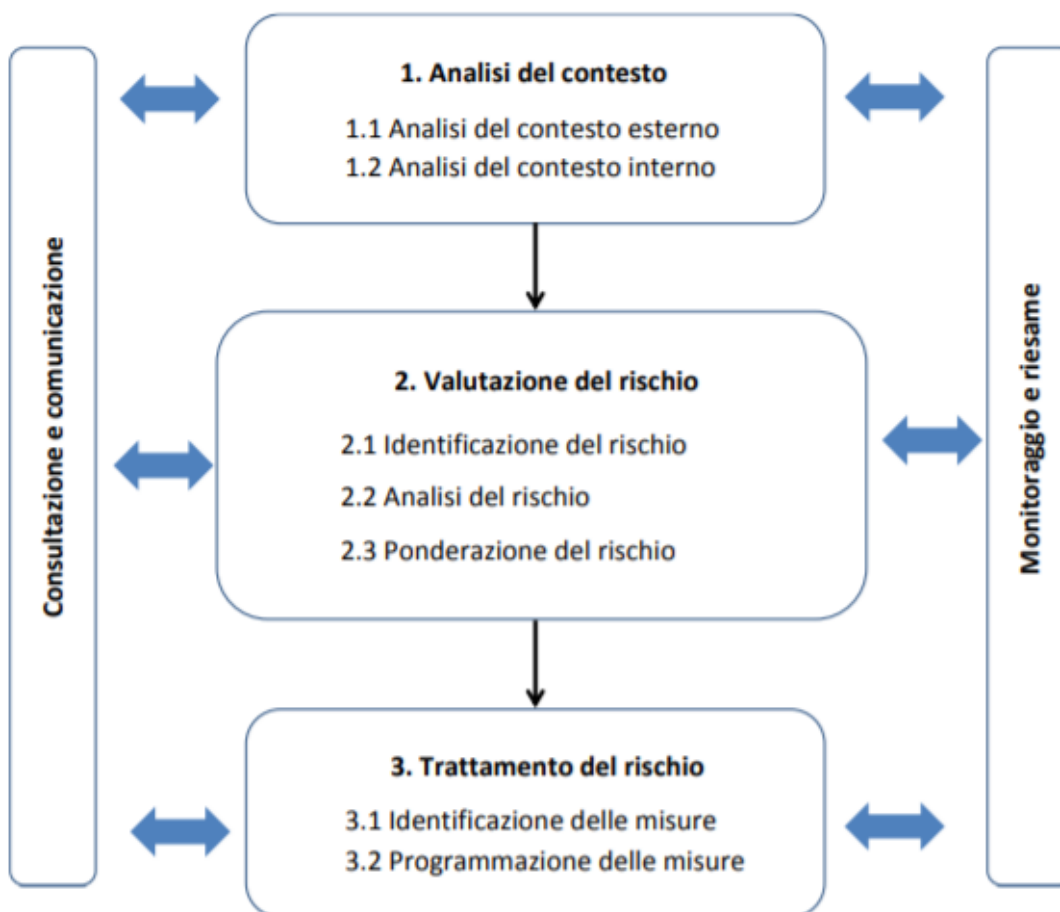 Consultazione e comunicazione
1. Analisi del contesto
1.1 Analisi del contesto esterno
1.2 Analisi del contesto interno
2. Valutazione del rischio
2.1 Identificazione del rischio
2.2 Analisi del rischio
2.3 Ponderazione del rischio
3. Trattamento del rischio
3.1 Identificazione delle misure
3.2 Programmazione delle misure
Monitoraggio e riesame